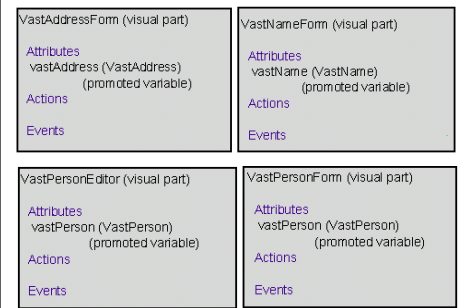 VastAddressForm (visual part)
Attributes
vastAddress (VastAddress)
(promoted variable)
Actions
Events
VastNameForm (visual part)
Attributes
vastName (VastName)
(promoted variable)
Actions
Events
VastPersonEditor (visual part)
Attributes
vastPerson (VastPerson)
(promoted variable)
Actions
Events
VastPersonForm (visual part)
Attributes
vastPerson (VastPerson)
(promoted variable)
Actions
Events